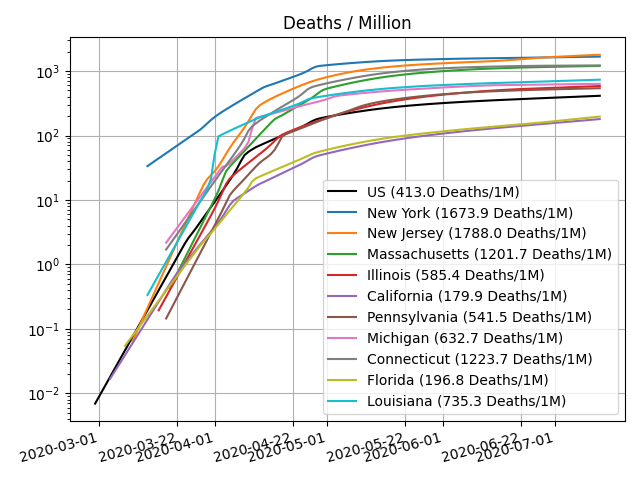 Deaths / Million
10³
10²
10¹
10⁰
10⁻¹
10⁻²
US (413.0 Deaths/1M)
New York (1673.9 Deaths/1M)
New Jersey (1788.0 Deaths/1M)
Massachusetts (1201.7 Deaths/1M)
Illinois (585.4 Deaths/1M)
California (179.9 Deaths/1M)
Pennsylvania (541.5 Deaths/1M)
Michigan (632.7 Deaths/1M)
Connecticut (1223.7 Deaths/1M)
Florida (196.8 Deaths/1M)
Louisiana (735.3 Deaths/1M)
2020-03-01 2020-03-22 2020-04-01 2020-04-22 2020-05-01 2020-05-22 2020-06-01 2020-06-22 2020-07-01